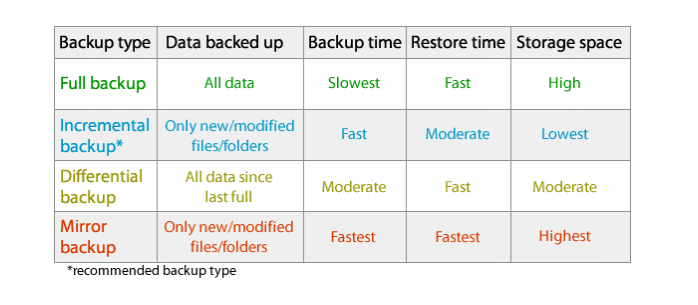 Backup type Data backed up Backup time Restore time Storage space
Full backup All data Slowest Fast High
Incremental backup* Only new/modified files/folders Fast Moderate Lowest
Differential backup All data since last full Moderate Fast Moderate
Mirror backup Only new/modified files/folders Fastest Fastest Highest
*recommended backup type